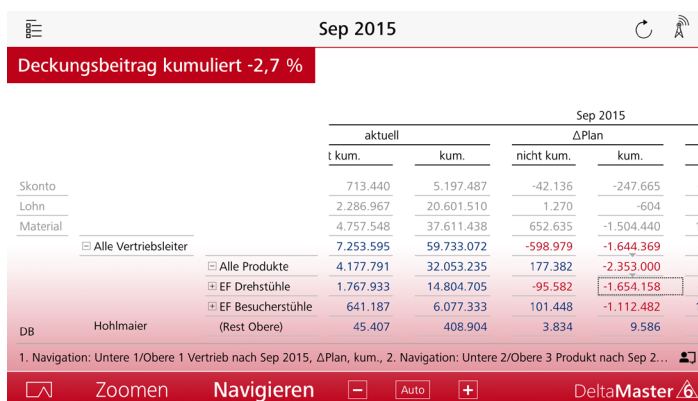 Sep 2015
Deckungsbeitrag kumuliert -2,7 %
Sep 2015
aktuell ΔPlan
t kum. kum. nicht kum. kum.
Skonto 713.440 5.197.487 -42.136 -247.665
Lohn 2.286.967 20.601.510 1.270 -604
Material 4.757.548 37.611.438 652.635 -1.504.440
Alle Vertriebsleiter 7.253.595 59.733.072 -598.979 -1.644.369
Alle Produkte 4.177.791 32.053.235 177.382 -2.353.000
EF Drehstühle 1.767.933 14.804.705 -95.582 -1.654.158
EF Besucherstühle 641.187 6.077.333 101.448 -1.112.482
DB Hohlmaier (Rest Obere) 45.407 408.904 3.834 9.586
1. Navigation: Untere 1/Obere 1 Vertrieb nach Sep 2015, ΔPlan, kum., 2. Navigation: Untere 2/Obere 3 Produkt nach Sep 2...
Zoomen Navigieren Auto DeltaMaster 6